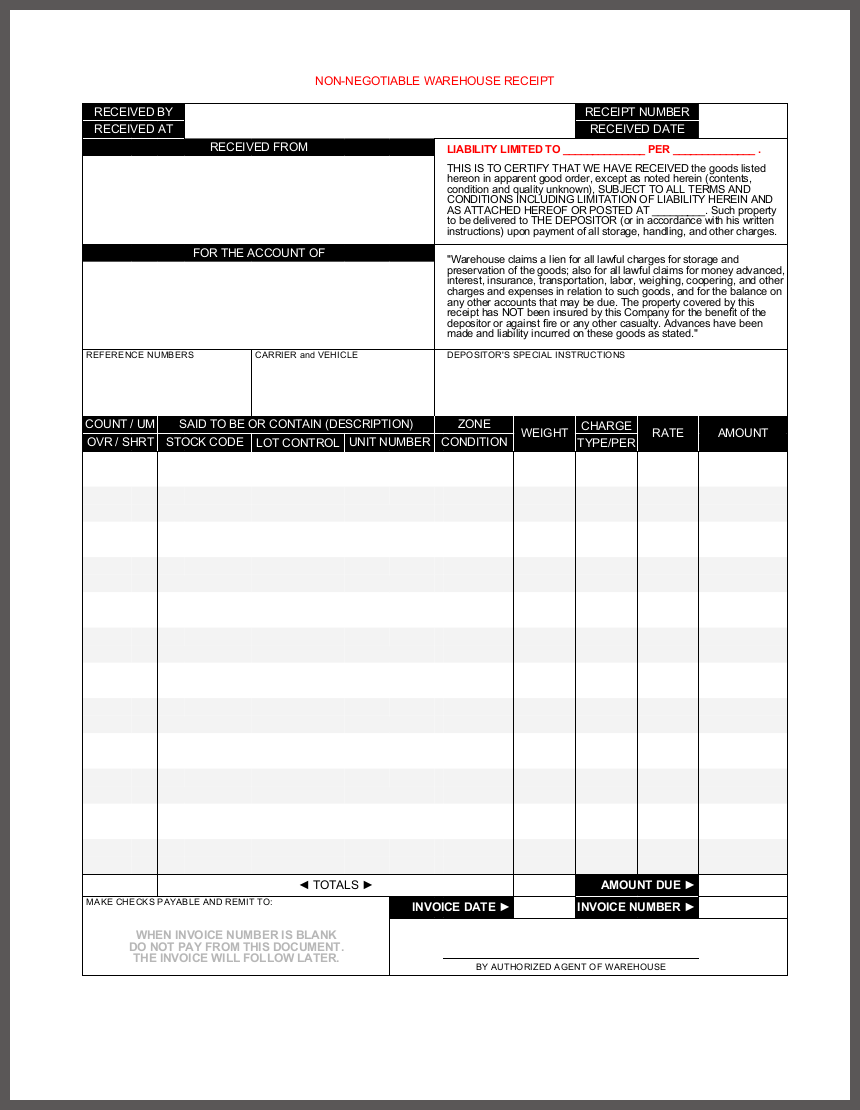 NON-NEGOTIABLE WAREHOUSE RECEIPT
RECEIVED BY
RECEIPT NUMBER
RECEIVED AT
RECEIVED DATE
RECEIVED FROM
LIABILITY LIMITED TO ______________ PER ______________ .
THIS IS TO CERTIFY THAT WE HAVE RECEIVED the goods listed
hereon in apparent good order, except as noted herein (contents,
condition and quality unknown), SUBJECT TO ALL TERMS AND
CONDITIONS INCLUDING LIMITATION OF LIABILITY HEREIN AND
AS ATTACHED HEREOF OR POSTED AT _________. Such property
to be delivered to THE DEPOSITOR (or in accordance with his written
instructions) upon payment of all storage, handling, and other charges.
FOR THE ACCOUNT OF
"Warehouse claims a lien for all lawful charges for storage and
preservation of the goods; also for all lawful claims for money advanced,
interest, insurance, transportation, labor, weighing, coopering, and other
charges and expenses in relation to such goods, and for the balance on
any other accounts that may be due. The property covered by this
receipt has NOT been insured by this Company for the benefit of the
depositor or against fire or any other casualty. Advances have been
made and liability incurred on these goods as stated."
REFERENCE NUMBERS
CARRIER and VEHICLE
DEPOSITOR'S SPECIAL INSTRUCTIONS
COUNT / UM
SAID TO BE OR CONTAIN (DESCRIPTION)
ZONE
WEIGHT
CHARGE
RATE
AMOUNT
OVR / SHRT
STOCK CODE
LOT CONTROL
UNIT NUMBER
CONDITION
TYPE/PER
◄ TOTALS ►
AMOUNT DUE ►
MAKE CHECKS PAYABLE AND REMIT TO:
INVOICE DATE ►
INVOICE NUMBER ►
WHEN INVOICE NUMBER IS BLANK
DO NOT PAY FROM THIS DOCUMENT.
THE INVOICE WILL FOLLOW LATER.
BY AUTHORIZED AGENT OF WAREHOUSE